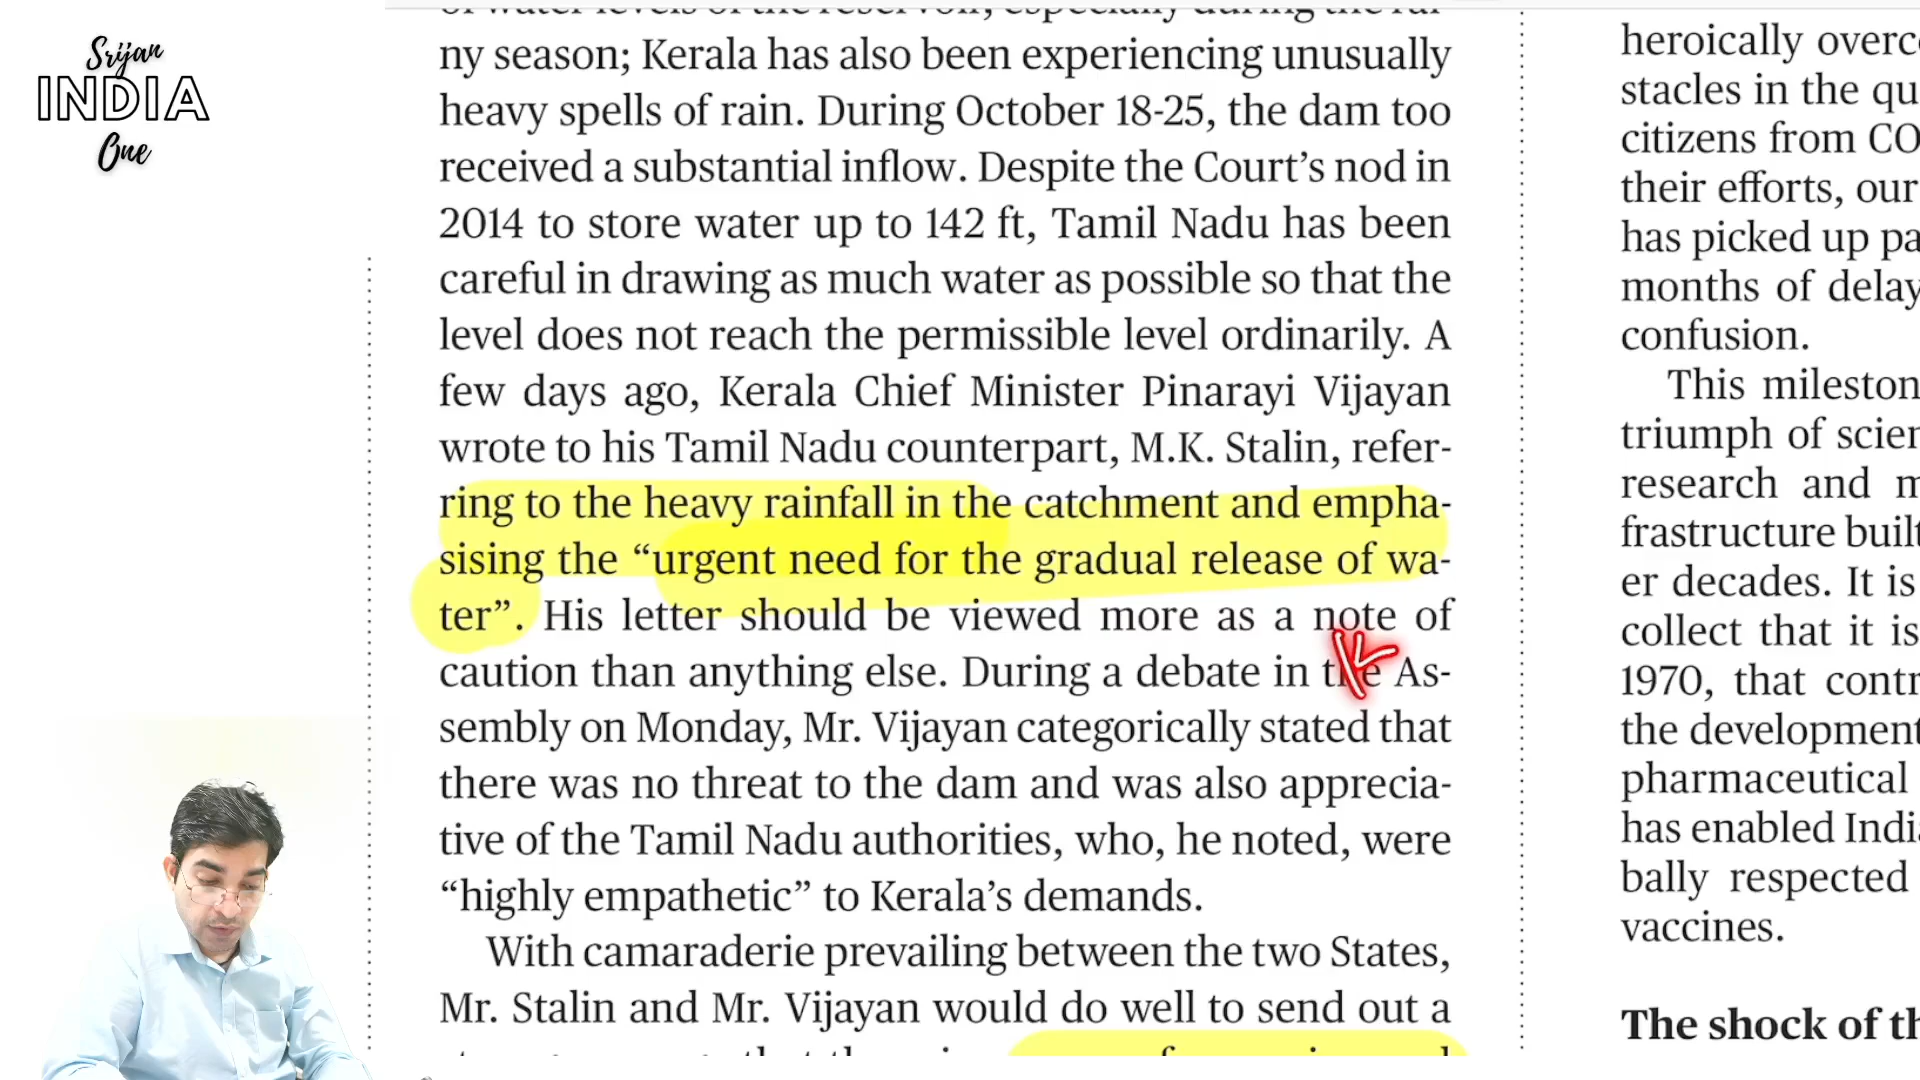 Srijan
INDIA
One
of water levels of the reservoir, especially during the rai-
ny season; Kerala has also been experiencing unusually
heavy spells of rain. During October 18-25, the dam too
received a substantial inflow. Despite the Court’s nod in
2014 to store water up to 142 ft, Tamil Nadu has been
careful in drawing as much water as possible so that the
level does not reach the permissible level ordinarily. A
few days ago, Kerala Chief Minister Pinarayi Vijayan
wrote to his Tamil Nadu counterpart, M.K. Stalin, refer-
ring to the heavy rainfall in the catchment and empha-
sising the “urgent need for the gradual release of wa-
ter”. His letter should be viewed more as a note of
caution than anything else. During a debate in the As-
sembly on Monday, Mr. Vijayan categorically stated that
there was no threat to the dam and was also apprecia-
tive of the Tamil Nadu authorities, who, he noted, were
“highly empathetic” to Kerala’s demands.
With camaraderie prevailing between the two States,
Mr. Stalin and Mr. Vijayan would do well to send out a
heroically overc
stacles in the qu
citizens from CO
their efforts, our
has picked up pa
months of delay
confusion.
This mileston
triumph of scien
research and m
frastructure built
er decades. It is
collect that it is
1970, that contr
the development
pharmaceutical
has enabled Indi
bally respected
vaccines.
The shock of th